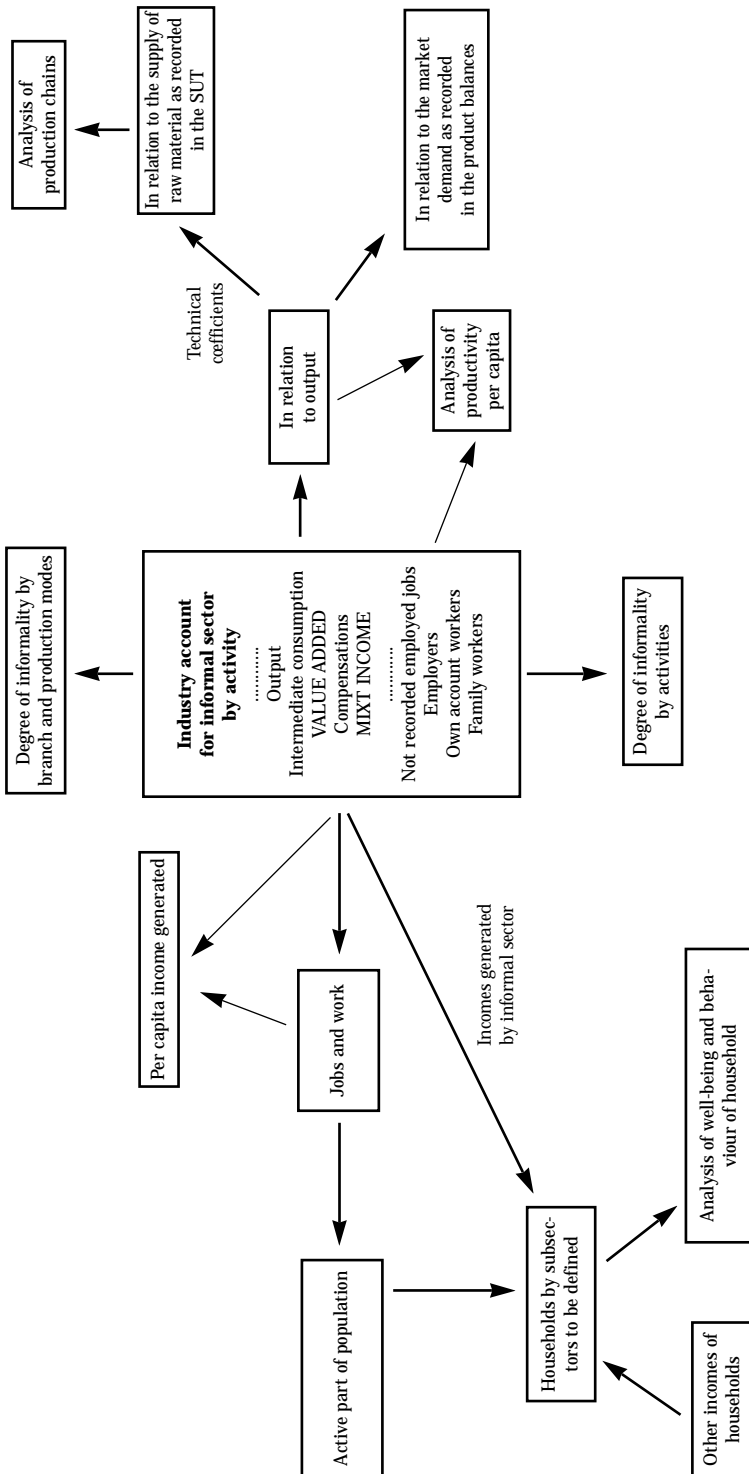 Analysis of
production chains
In relation to the supply of
raw material as recorded
in the SUT
In relation to the market
demand as recorded
in the product balances
Technical
cœfficients
In relation
to output
Analysis of
productivity
per capita
Degree of informality by
branch and production modes
Industry account
for informal sector
by activity
............
Output
Intermediate consumption
VALUE ADDED
Compensations
MIXT INCOME
............
Not recorded employed jobs
Employers
Own account workers
Family workers
Degree of informality
by activities
Per capita income generated
Jobs and work
Incomes generated
by informal sector
Active part of population
Households by subsec-
tors to be defined
Analysis of well-being and beha-
viour of household
Other incomes of
households